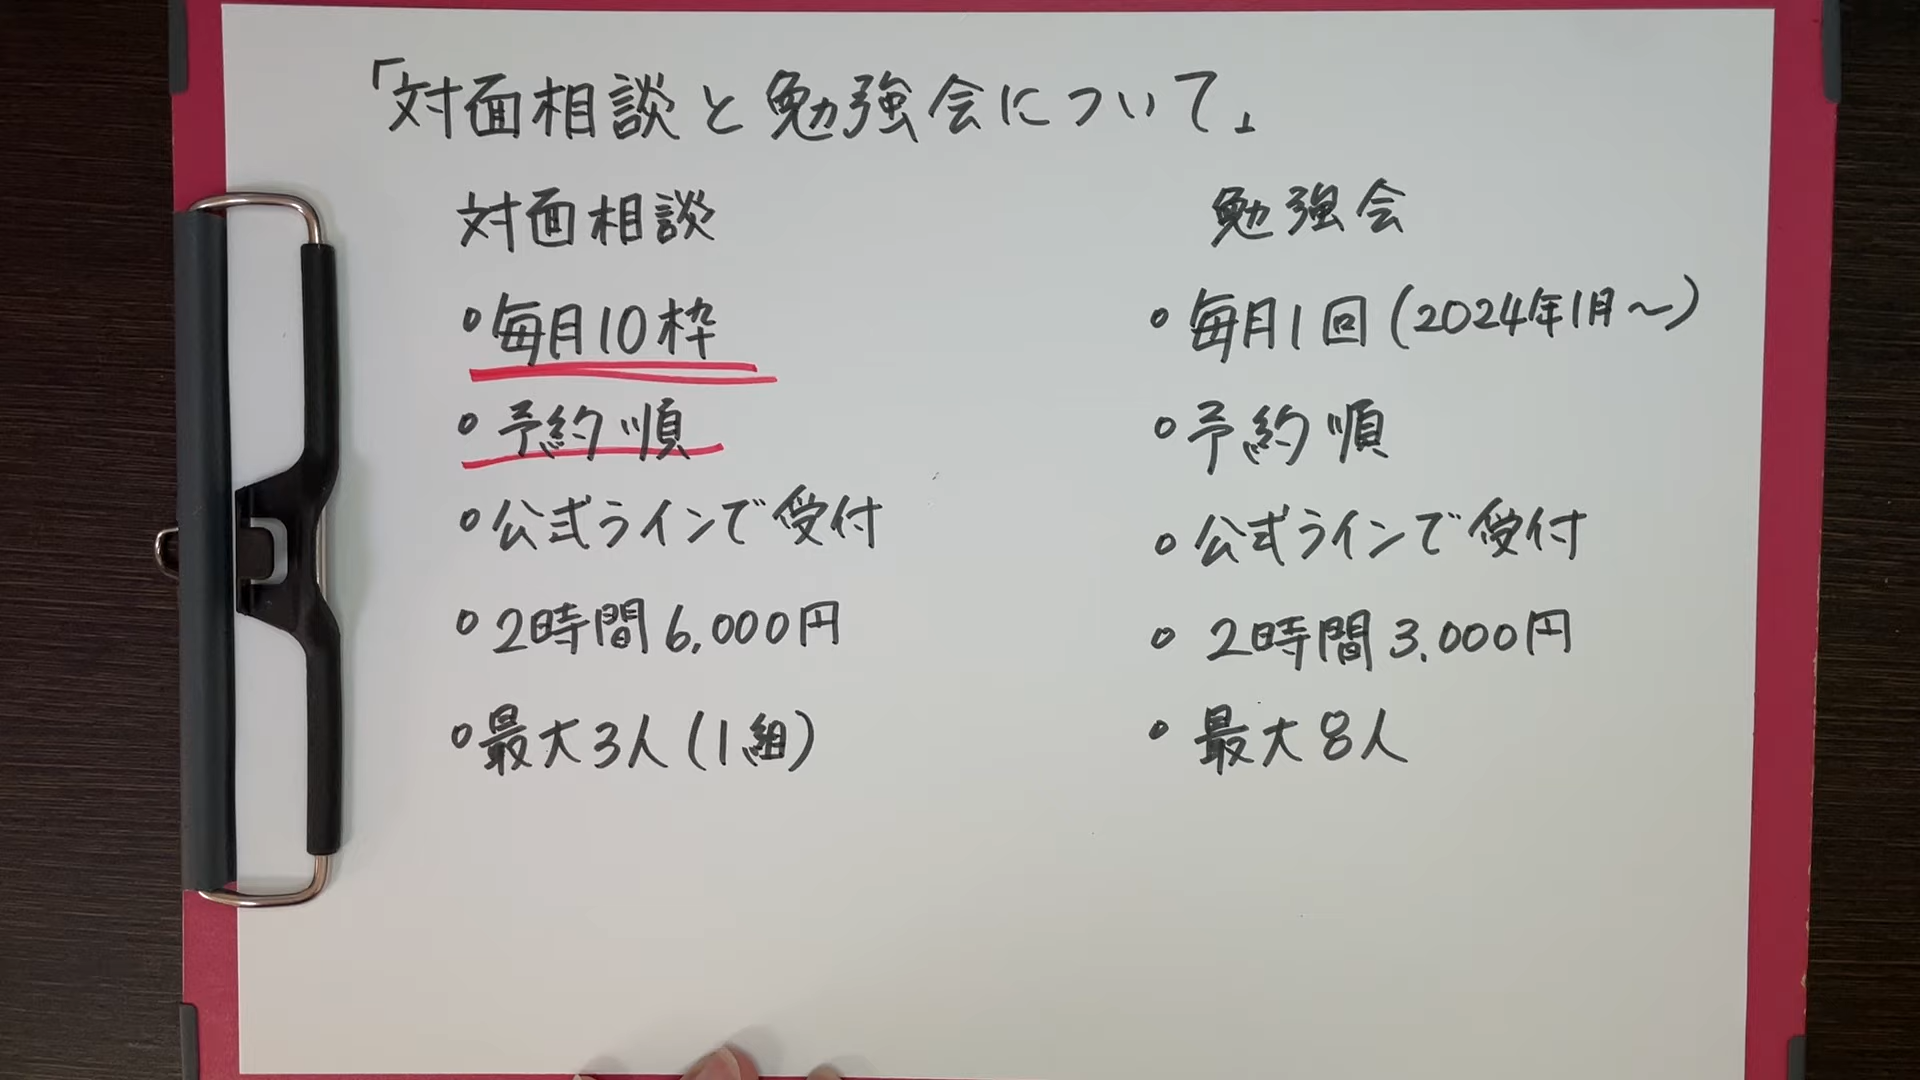 「対面相談と勉強会について」
対面相談
・毎月10枠
・予約順
・公式ラインで受付
・2時間6,000円
・最大3人(1組)
勉強会
・毎月1回(2024年1月〜)
・予約順
・公式ラインで受付
・2時間3,000円
・最大8人